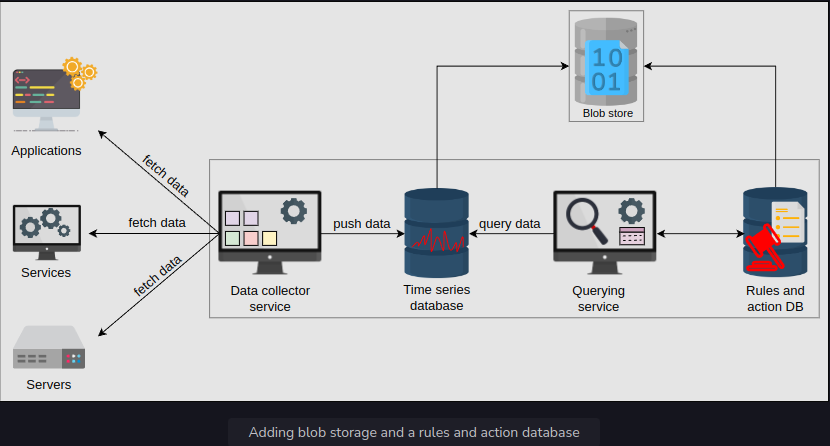 10
01
Blob store
Applications
fetch data
Services
fetch data
Servers
fetch data
Data collector
service
push data
Time series
database
query data
Querying
service
Rules and
action DB
Adding blob storage and a rules and action database